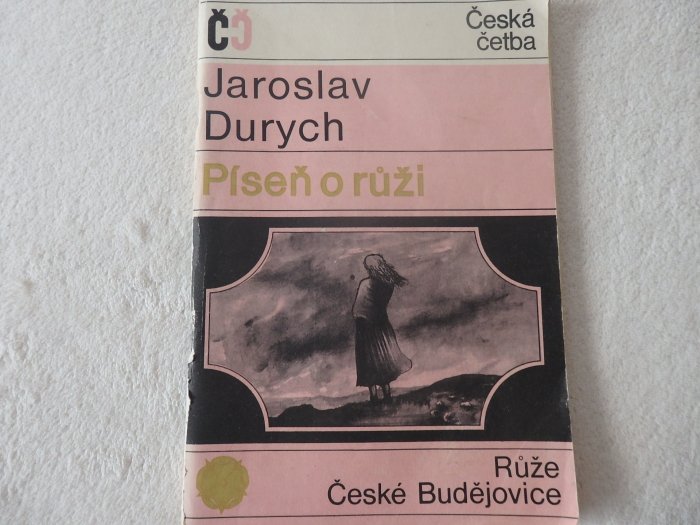 ČČ
Česká
četba
Jaroslav
Durych
Píseň o růži
Růže
České Budějovice